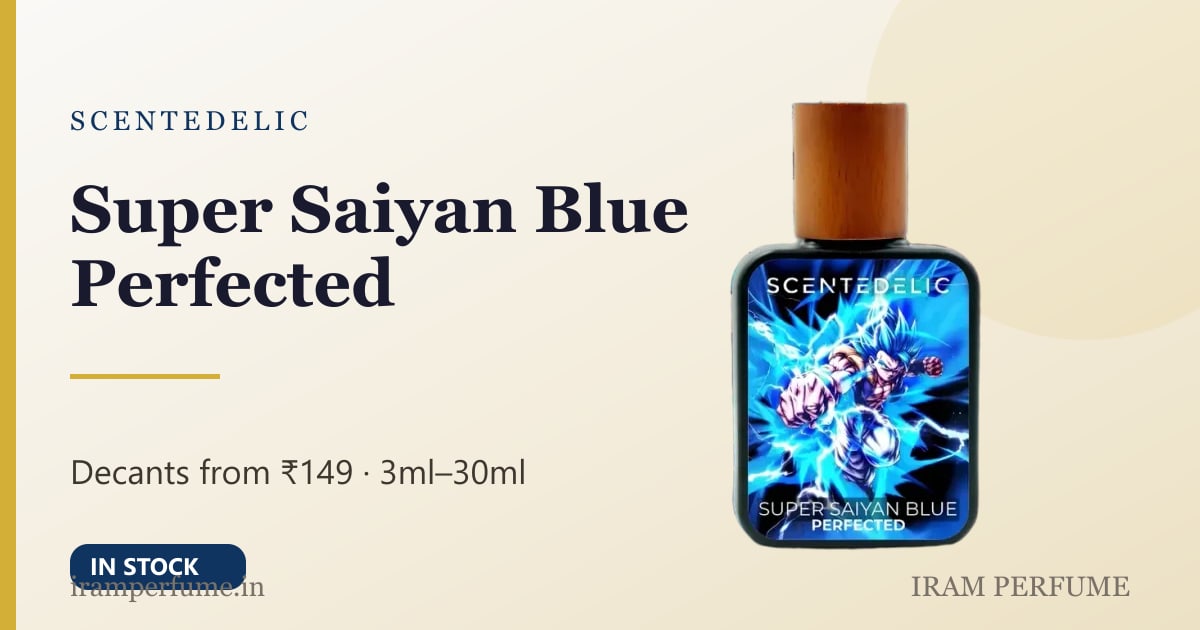 SCENTEDELIC
Super Saiyan Blue
Perfected
Decants from ₹149 · 3ml–30ml
IN STOCK
iramperfume.in
SCENTEDELIC
SUPER SAIYAN BLUE
PERFECTED
IRAM PERFUME